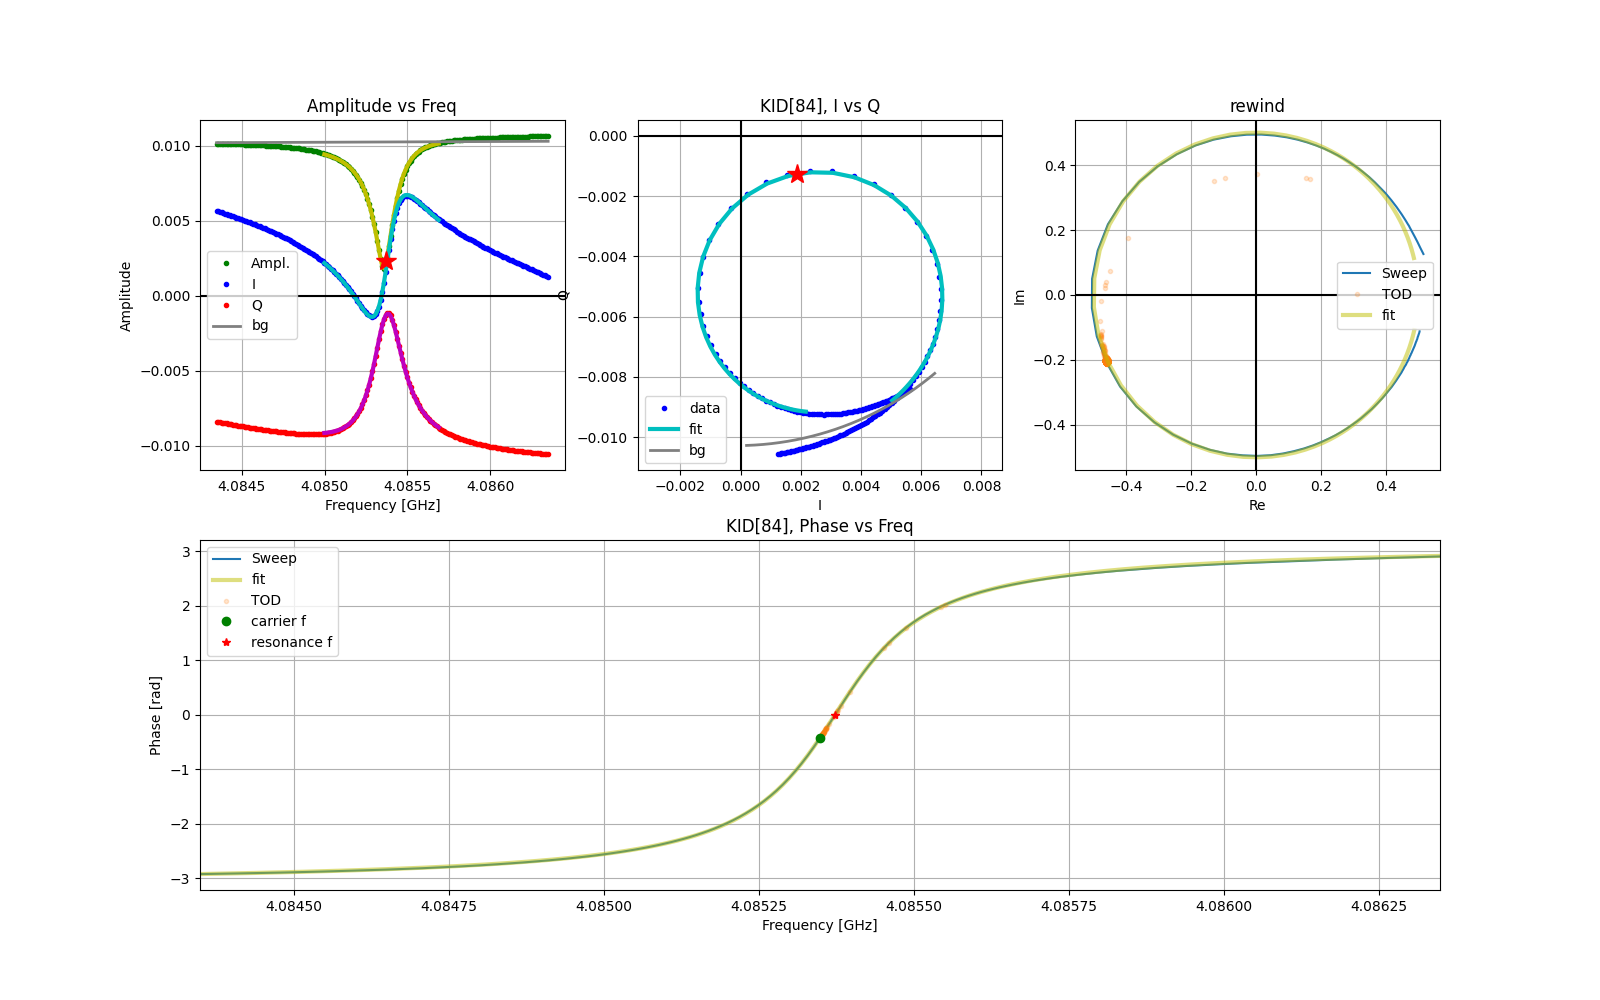 Amplitude vs Freq
0.010
0.005
0.000
−0.005
−0.010
Amplitude
Ampl.
I
Q
bg
4.0845 4.0850 4.0855 4.0860
Frequency [GHz]
KID[84], I vs Q
0.000
−0.002
−0.004
−0.006
−0.008
−0.010
Q
data
fit
bg
−0.002 0.000 0.002 0.004 0.006 0.008
I
rewind
0.4
0.2
0.0
−0.2
−0.4
Im
Sweep
TOD
fit
−0.4 −0.2 0.0 0.2 0.4
Re
KID[84], Phase vs Freq
3
2
1
0
−1
−2
−3
Phase [rad]
Sweep
fit
TOD
carrier f
resonance f
4.08450 4.08475 4.08500 4.08525 4.08550 4.08575 4.08600 4.08625
Frequency [GHz]